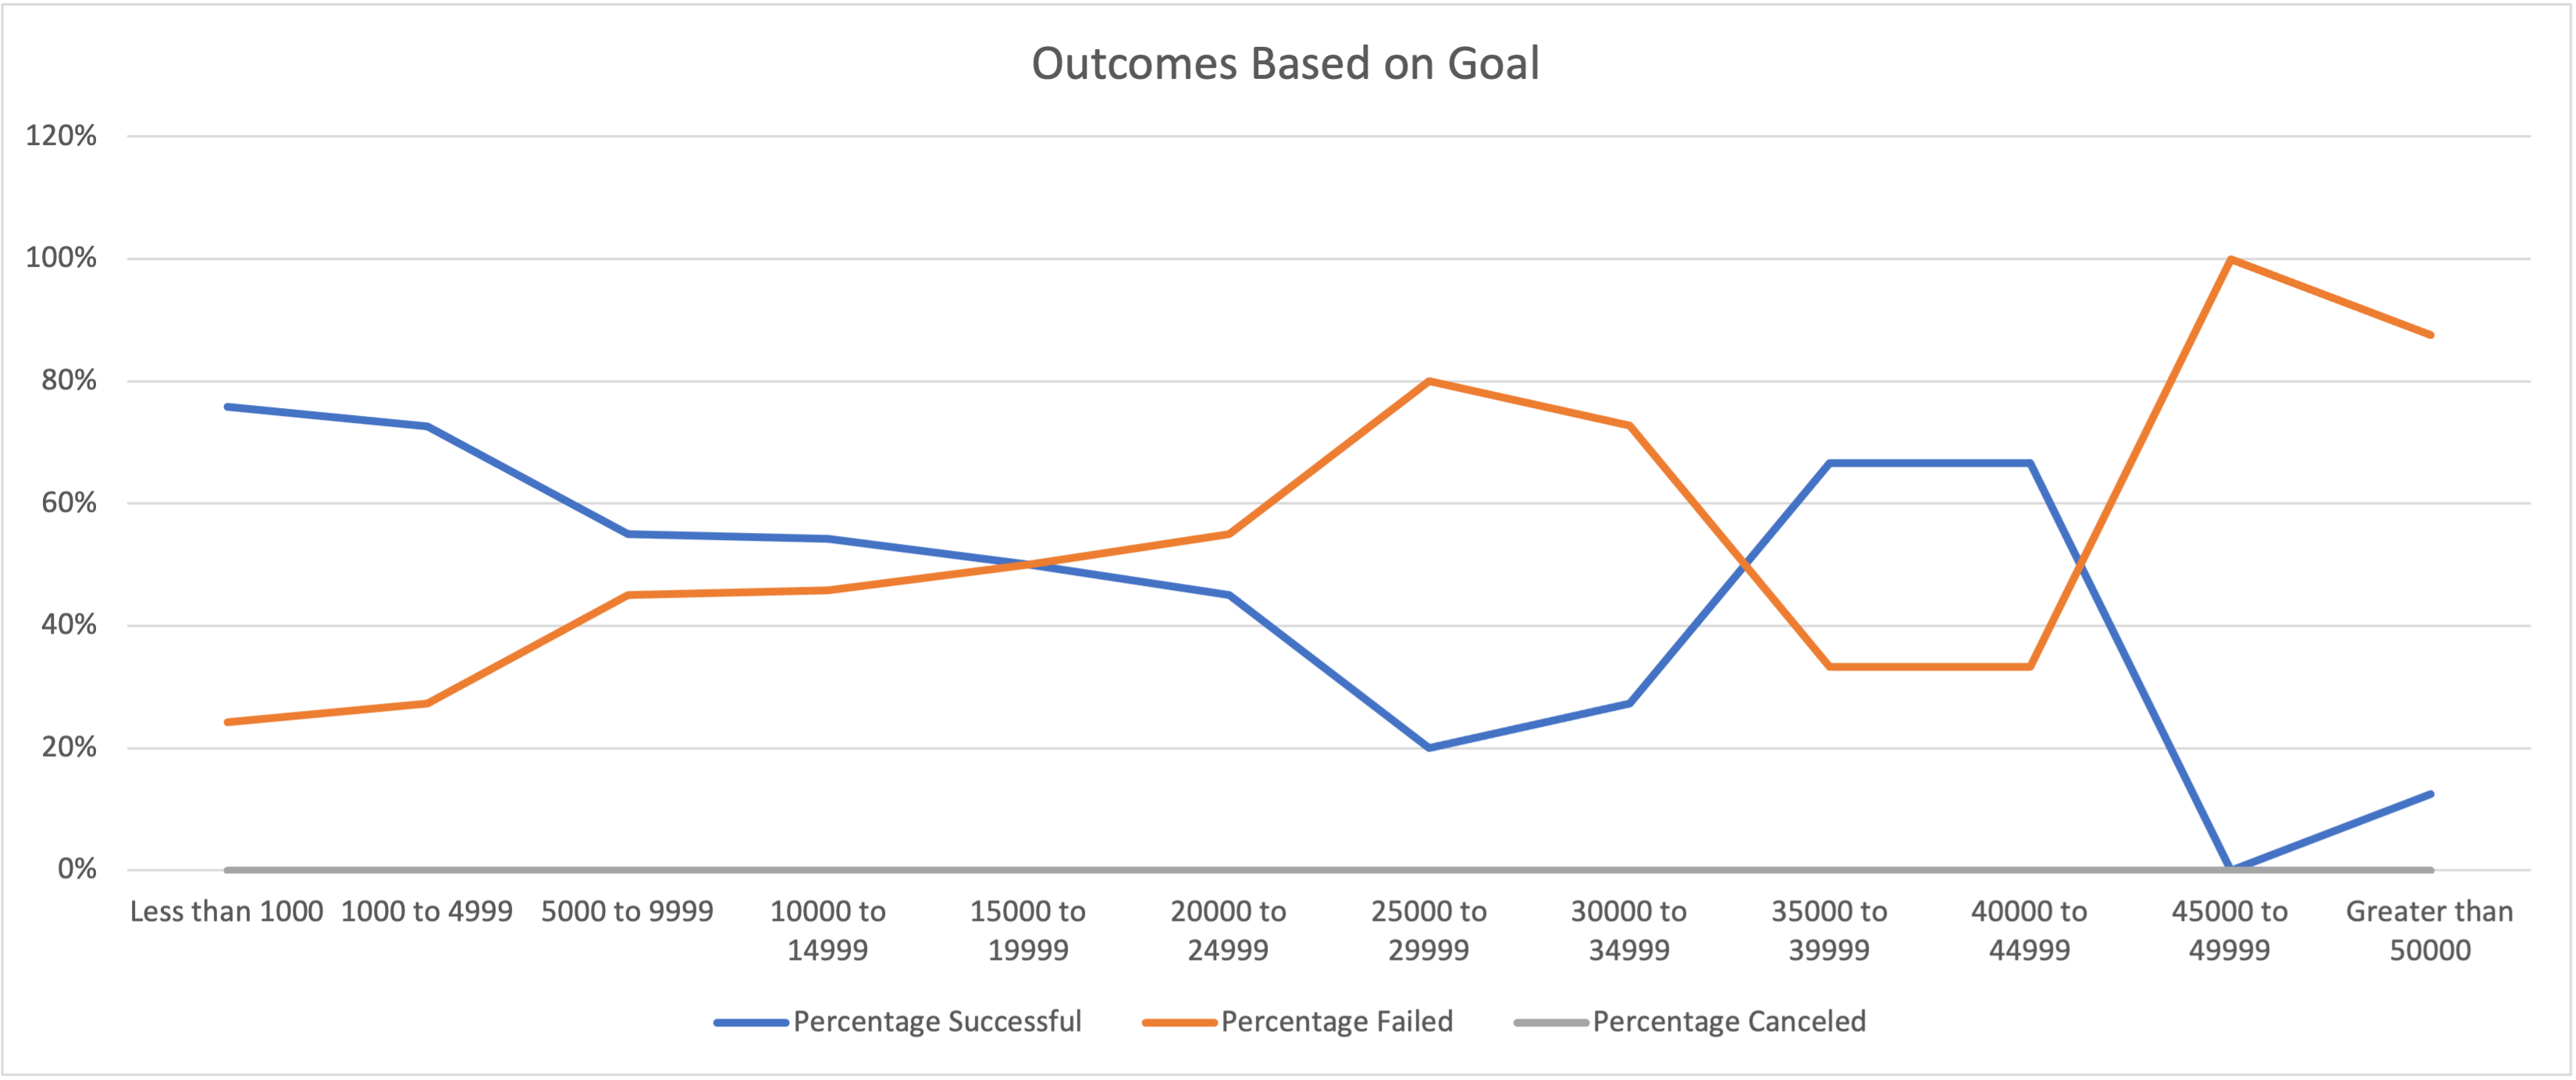 Outcomes Based on Goal
120%
100%
80%
60%
40%
20%
0%
Less than 1000 1000 to 4999 5000 to 9999 10000 to 15000 to 20000 to 25000 to 30000 to 35000 to 40000 to 45000 to Greater than
14999 19999 24999 29999 34999 39999 44999 49999 50000
Percentage Successful Percentage Failed Percentage Canceled